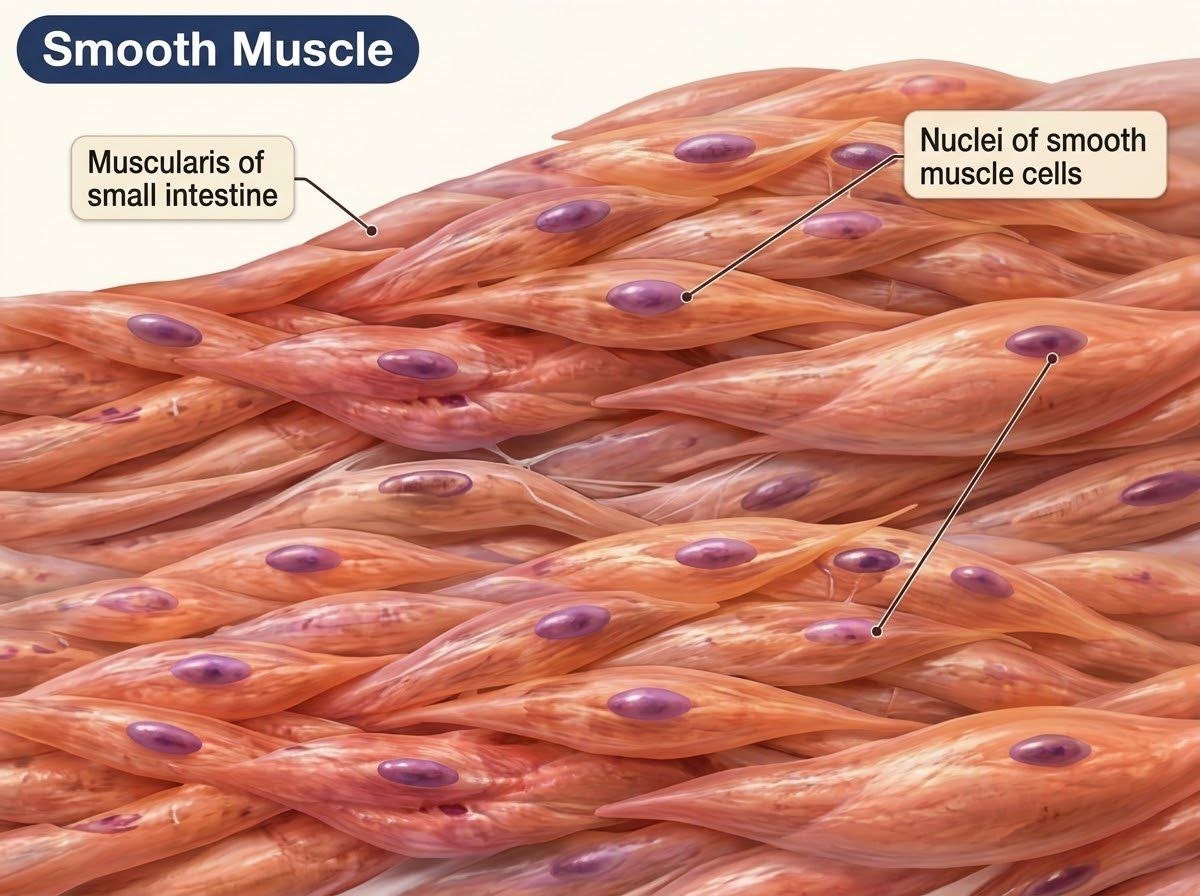 Smooth Muscle
Muscularis of
small intestine
Nuclei of smooth
muscle cells